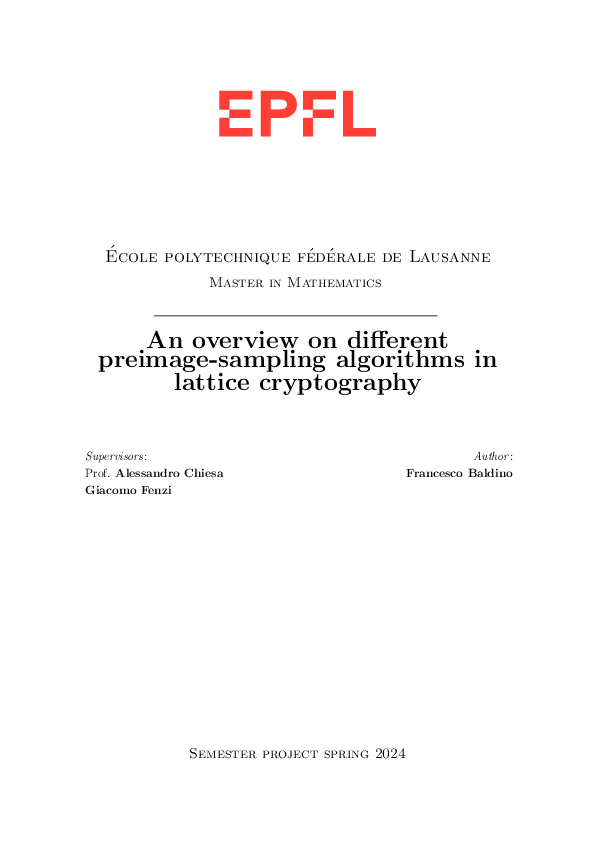 EPFL
École polytechnique fédérale de Lausanne
Master in Mathematics
An overview on different
preimage-sampling algorithms in
lattice cryptography
Supervisors:
Prof. Alessandro Chiesa
Giacomo Fenzi
Author:
Francesco Baldino
Semester project spring 2024